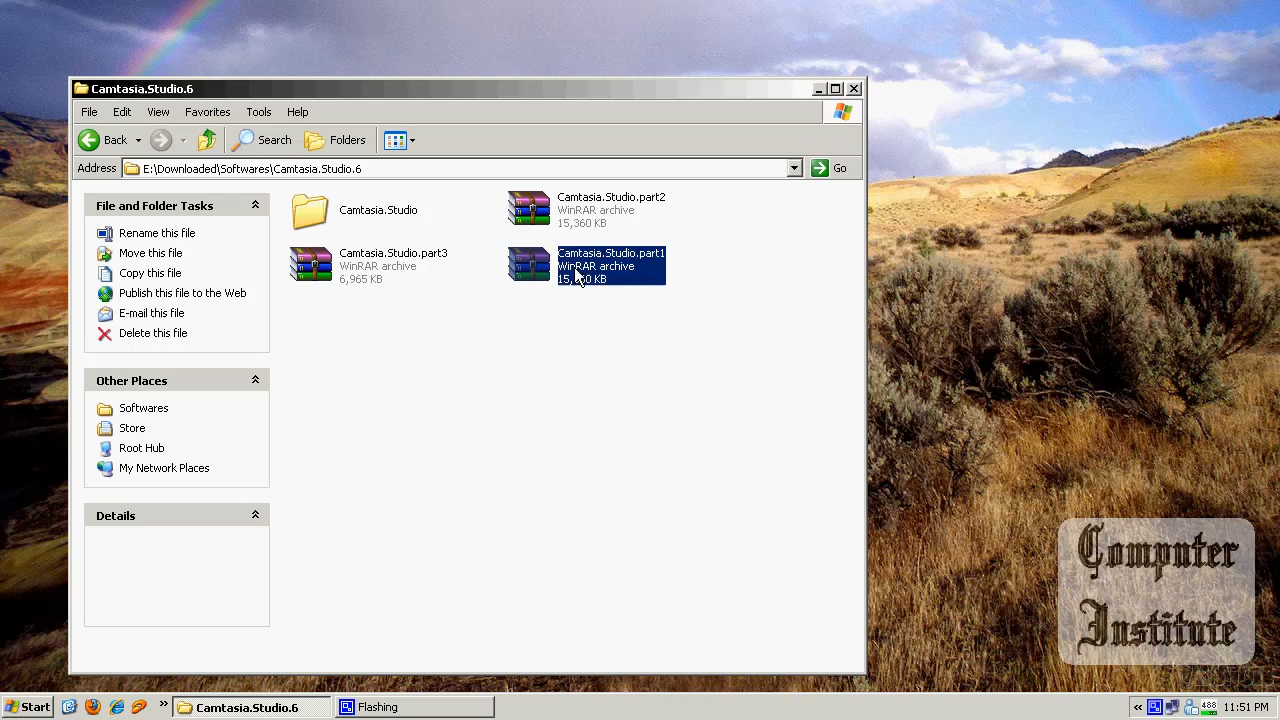 Camtasia.Studio.6
File Edit View Favorites Tools Help
Back Search Folders
Address E:\Downloaded\Softwares\Camtasia.Studio.6 Go
File and Folder Tasks
Rename this file
Move this file
Copy this file
Publish this file to the Web
E-mail this file
Delete this file
Other Places
Softwares
Store
Root Hub
My Network Places
Details
Camtasia.Studio
Camtasia.Studio.part2
WinRAR archive
15,360 KB
Camtasia.Studio.part3
WinRAR archive
6,965 KB
Camtasia.Studio.part1
WinRAR archive
KB
Computer
Institute
Start Camtasia.Studio.6 Flashing 488 11:51 PM